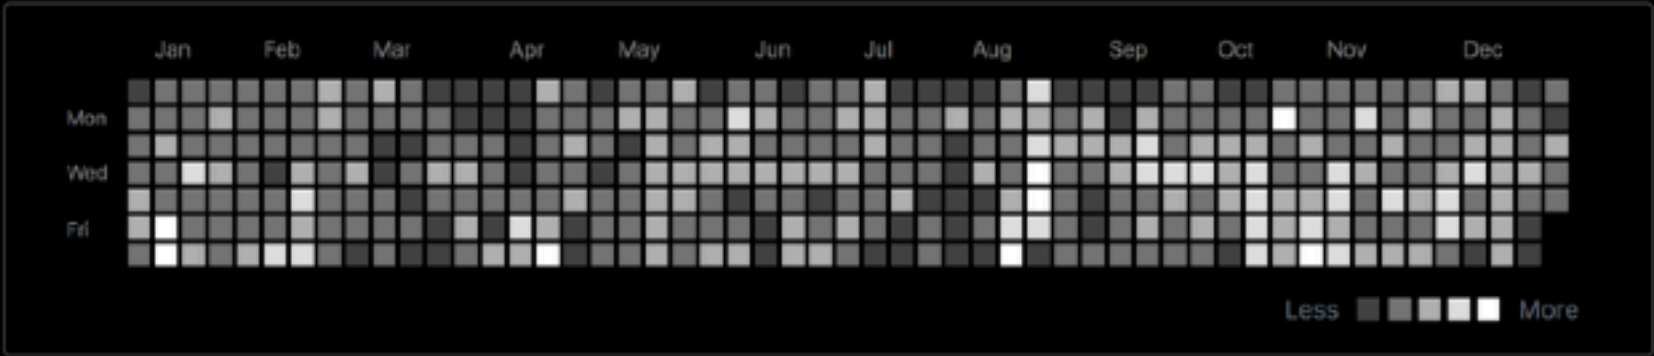 Jan Feb Mar Apr May Jun Jul Aug Sep Oct Nov Dec
Mon
Wed
Fri
Less More